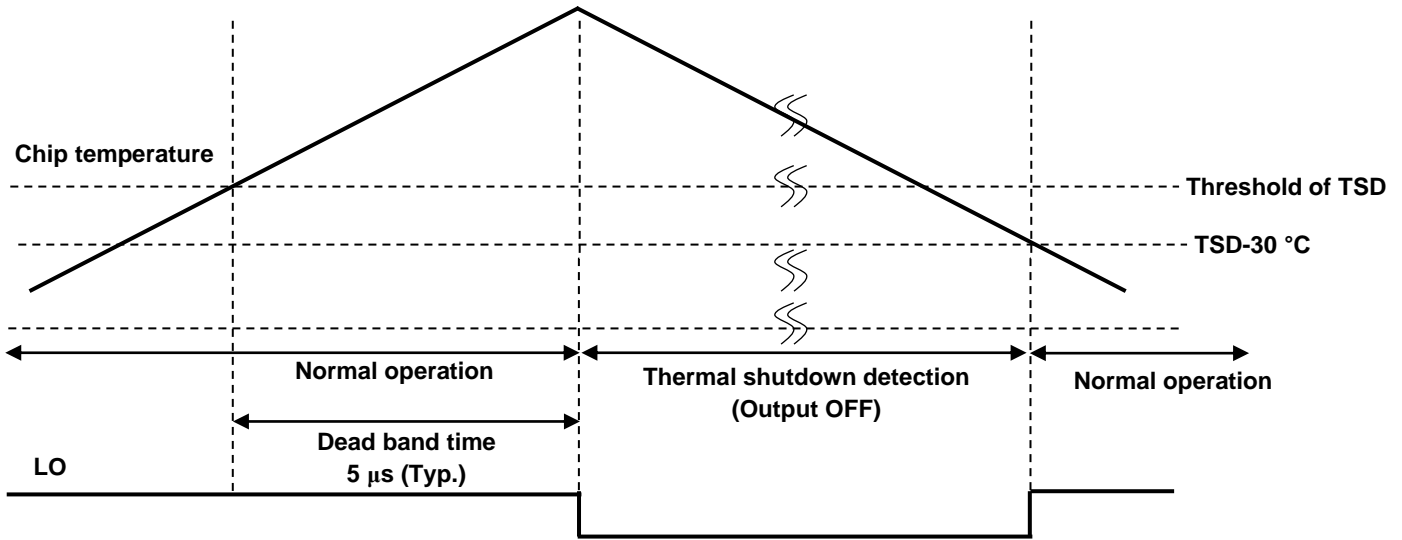 Chip temperature
Threshold of TSD
TSD-30 °C
Normal operation
Thermal shutdown detection
(Output OFF)
Normal operation
Dead band time
5 μs (Typ.)
LO